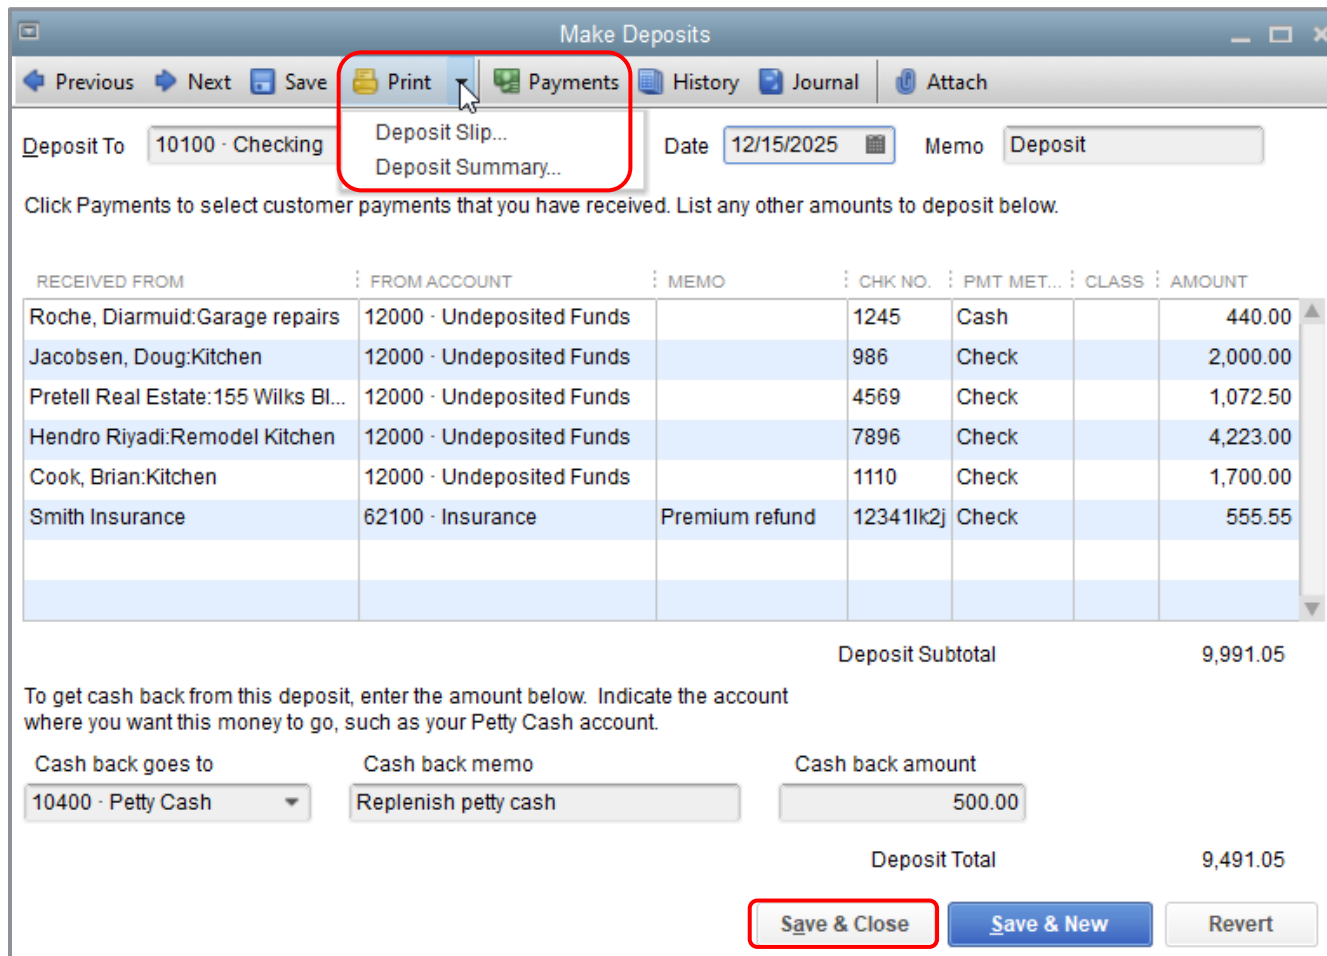 Make Deposits
Previous Next Save Print Payments History Journal Attach
Deposit Slip...
Deposit Summary...
Deposit To 10100 · Checking Date 12/15/2025 Memo Deposit
Click Payments to select customer payments that you have received. List any other amounts to deposit below.
RECEIVED FROM FROM ACCOUNT MEMO CHK NO. PMT MET... CLASS AMOUNT
Roche, Diarmuid:Garage repairs 12000 · Undeposited Funds 1245 Cash 440.00
Jacobsen, Doug:Kitchen 12000 · Undeposited Funds 986 Check 2,000.00
Pretell Real Estate:155 Wilks Bl... 12000 · Undeposited Funds 4569 Check 1,072.50
Hendro Riyadi:Remodel Kitchen 12000 · Undeposited Funds 7896 Check 4,223.00
Cook, Brian:Kitchen 12000 · Undeposited Funds 1110 Check 1,700.00
Smith Insurance 62100 · Insurance Premium refund 12341lk2j Check 555.55
Deposit Subtotal 9,991.05
To get cash back from this deposit, enter the amount below. Indicate the account
where you want this money to go, such as your Petty Cash account.
Cash back goes to Cash back memo Cash back amount
10400 · Petty Cash Replenish petty cash 500.00
Deposit Total 9,491.05
Save & Close Save & New Revert